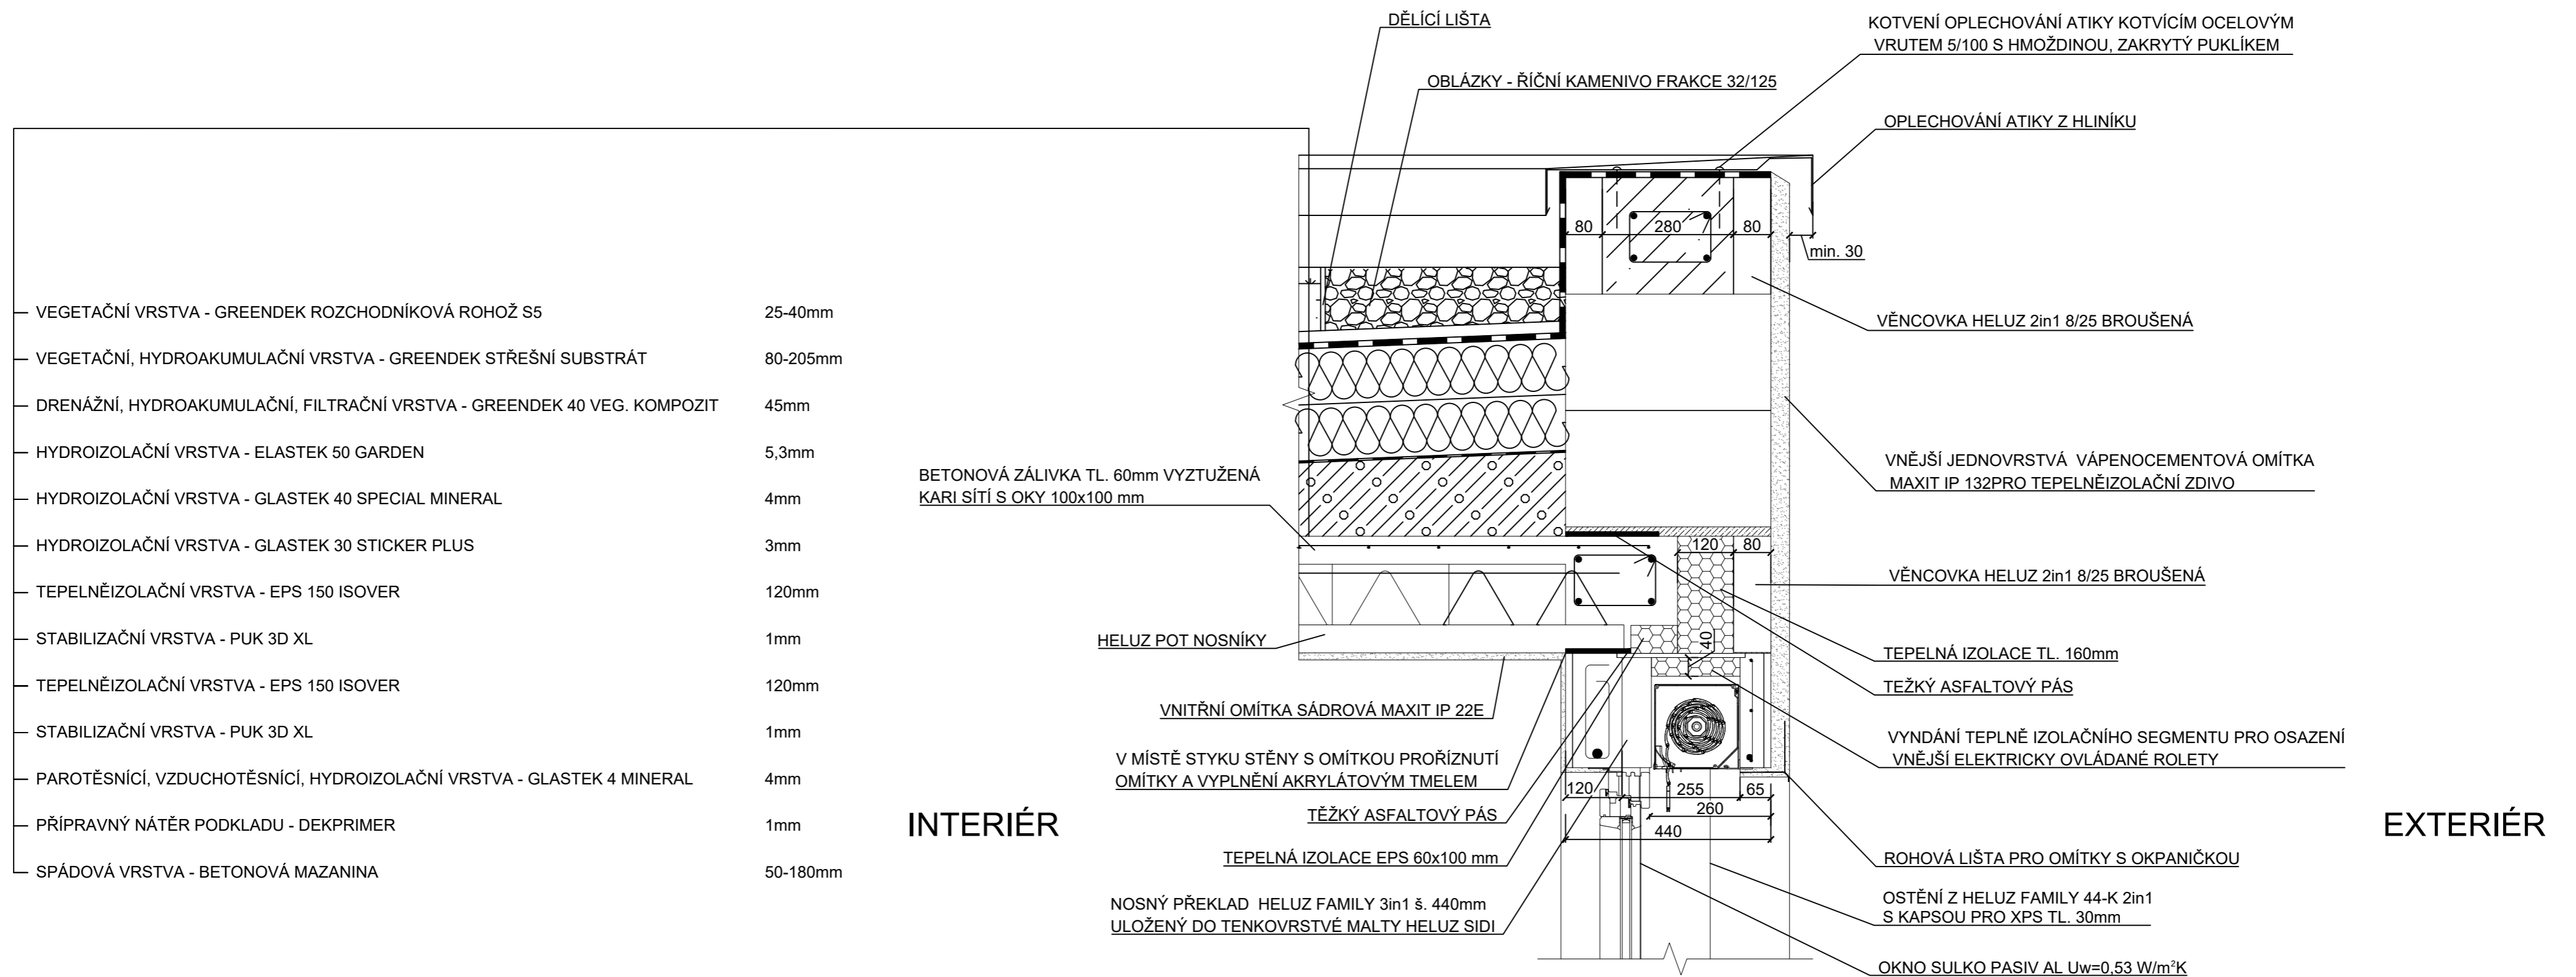 DĚLÍCÍ LIŠTA
OBLÁZKY - ŘÍČNÍ KAMENIVO FRAKCE 32/125
KOTVENÍ OPLECHOVÁNÍ ATIKY KOTVÍCÍM OCELOVÝM
VRUTEM 5/100 S HMOŽDINOU, ZAKRYTÝ PUKLÍKEM
OPLECHOVÁNÍ ATIKY Z HLINÍKU
80
280
80
min. 30
VEGETAČNÍ VRSTVA - GREENDEK ROZCHODNÍKOVÁ ROHOŽ S5 25-40mm
VEGETAČNÍ, HYDROAKUMULAČNÍ VRSTVA - GREENDEK STŘEŠNÍ SUBSTRÁT 80-205mm
DRENÁŽNÍ, HYDROAKUMULAČNÍ, FILTRAČNÍ VRSTVA - GREENDEK 40 VEG. KOMPOZIT 45mm
HYDROIZOLAČNÍ VRSTVA - ELASTEK 50 GARDEN 5,3mm
HYDROIZOLAČNÍ VRSTVA - GLASTEK 40 SPECIAL MINERAL 4mm
HYDROIZOLAČNÍ VRSTVA - GLASTEK 30 STICKER PLUS 3mm
TEPELNĚIZOLAČNÍ VRSTVA - EPS 150 ISOVER 120mm
STABILIZAČNÍ VRSTVA - PUK 3D XL 1mm
TEPELNĚIZOLAČNÍ VRSTVA - EPS 150 ISOVER 120mm
STABILIZAČNÍ VRSTVA - PUK 3D XL 1mm
PAROTĚSNÍCÍ, VZDUCHOTĚSNÍCÍ, HYDROIZOLAČNÍ VRSTVA - GLASTEK 4 MINERAL 4mm
PŘÍPRAVNÝ NÁTĚR PODKLADU - DEKPRIMER 1mm
SPÁDOVÁ VRSTVA - BETONOVÁ MAZANINA 50-180mm
INTERIÉR
BETONOVÁ ZÁLIVKA TL. 60mm VYZTUŽENÁ
KARI SÍTÍ S OKY 100x100 mm
HELUZ POT NOSNÍKY
VNITŘNÍ OMÍTKA SÁDROVÁ MAXIT IP 22E
V MÍSTĚ STYKU STĚNY S OMÍTKOU PROŘÍZNUTÍ
OMÍTKY A VYPLNĚNÍ AKRYLÁTOVÝM TMELEM
TĚŽKÝ ASFALTOVÝ PÁS
TEPELNÁ IZOLACE EPS 60x100 mm
NOSNÝ PŘEKLAD HELUZ FAMILY 3in1 š. 440mm
ULOŽENÝ DO TENKOVRSTVÉ MALTY HELUZ SIDI
120
80
40
120
255
65
260
440
VĚNCOVKA HELUZ 2in1 8/25 BROUŠENÁ
VNĚJŠÍ JEDNOVRSTVÁ VÁPENOCEMENTOVÁ OMÍTKA
MAXIT IP 132PRO TEPELNĚIZOLAČNÍ ZDIVO
VĚNCOVKA HELUZ 2in1 8/25 BROUŠENÁ
TEPELNÁ IZOLACE TL. 160mm
TEŽKÝ ASFALTOVÝ PÁS
VYNDÁNÍ TEPLNĚ IZOLAČNÍHO SEGMENTU PRO OSAZENÍ
VNĚJŠÍ ELEKTRICKY OVLÁDANÉ ROLETY
EXTERIÉR
ROHOVÁ LIŠTA PRO OMÍTKY S OKPANIČKOU
OSTĚNÍ Z HELUZ FAMILY 44-K 2in1
S KAPSOU PRO XPS TL. 30mm
OKNO SULKO PASIV AL Uw=0,53 W/m²K